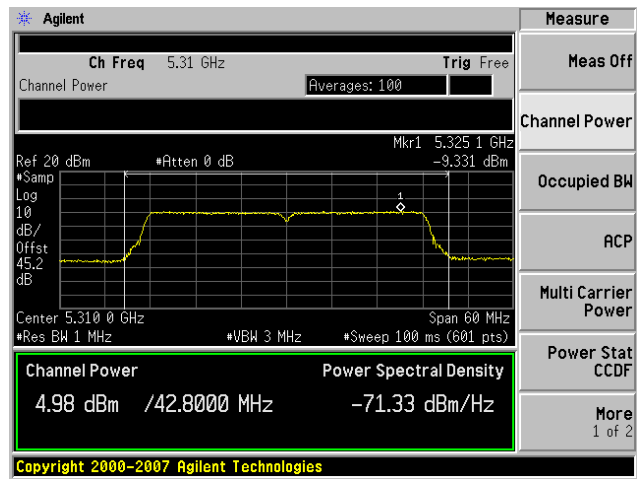 Agilent
Measure
Ch Freq 5.31 GHz Trig Free
Channel Power Averages: 100
Mkr1 5.325 1 GHz
Ref 20 dBm #Atten 0 dB -9.331 dBm
#Samp
Log
10
dB/
Offst
45.2
dB
1
Center 5.310 0 GHz Span 60 MHz
#Res BW 1 MHz #VBW 3 MHz #Sweep 100 ms (601 pts)
Channel Power Power Spectral Density
4.98 dBm /42.8000 MHz -71.33 dBm/Hz
Copyright 2000-2007 Agilent Technologies
Meas Off
Channel Power
Occupied BW
ACP
Multi Carrier
Power
Power Stat
CCDF
More
1 of 2